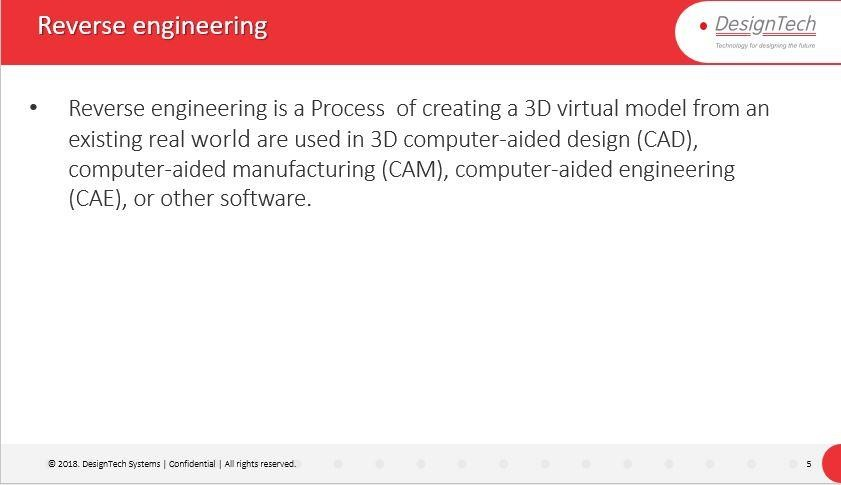 Reverse engineering
DesignTech
Technology for designing the future
• Reverse engineering is a Process  of creating a 3D virtual model from an
existing real world are used in 3D computer-aided design (CAD),
computer-aided manufacturing (CAM), computer-aided engineering
(CAE), or other software.
© 2018. DesignTech Systems | Confidential | All rights reserved.
5